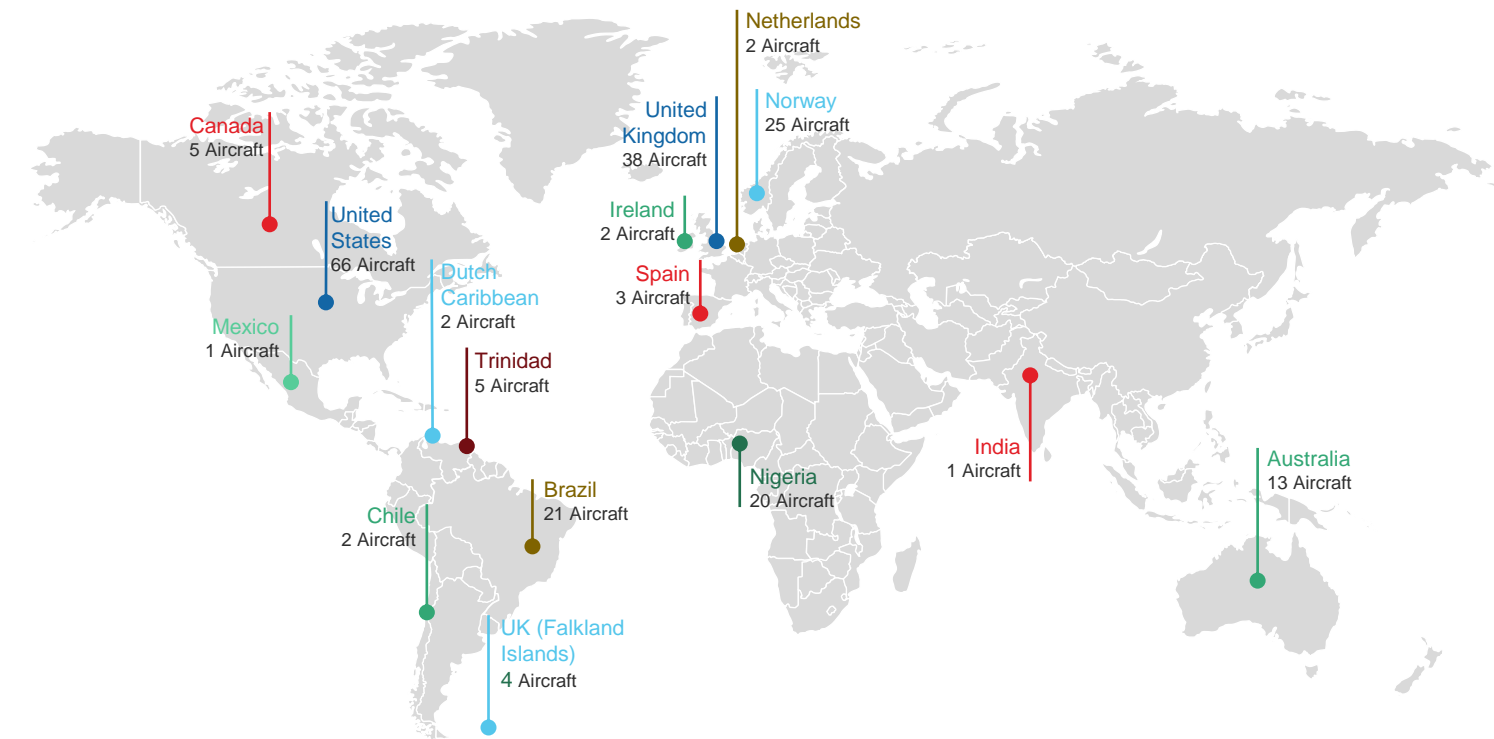 Netherlands
2 Aircraft
United
Kingdom
38 Aircraft
Norway
25 Aircraft
Canada
5 Aircraft
United
States
66 Aircraft
Ireland
2 Aircraft
Spain
3 Aircraft
Dutch
Caribbean
2 Aircraft
Mexico
1 Aircraft
Trinidad
5 Aircraft
India
1 Aircraft
Australia
13 Aircraft
Nigeria
20 Aircraft
Brazil
21 Aircraft
Chile
2 Aircraft
UK (Falkland
Islands)
4 Aircraft